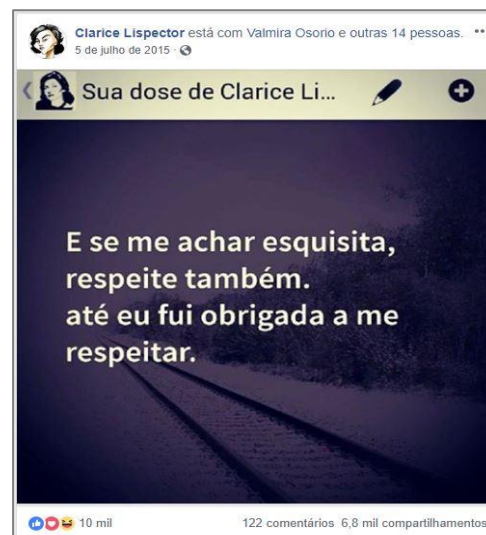 Clarice Lispector está com Valmira Osorio e outras 14 pessoas.
5 de julho de 2015 ·
Sua dose de Clarice Li...
E se me achar esquisita,
respeite também.
até eu fui obrigada a me
respeitar.
10 mil
122 comentários 6,8 mil compartilhamentos